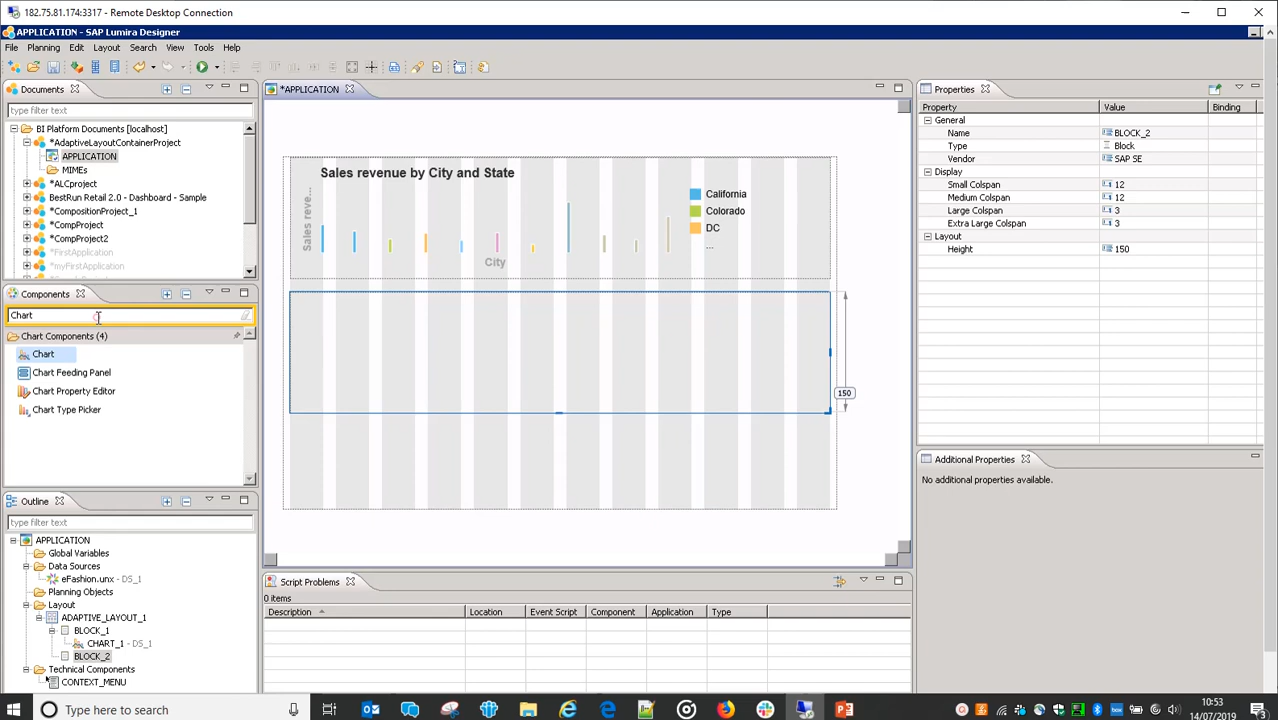 182.75.81.174:3317 - Remote Desktop Connection
APPLICATION - SAP Lumira Designer
File Planning Edit Layout Search View Tools Help
Documents
type filter text
BI Platform Documents [localhost]
*AdaptiveLayoutContainerProject
APPLICATION
MIMEs
*ALCproject
BestRun Retail 2.0 - Dashboard - Sample
*CompositionProject_1
*CompProject
*CompProject2
*FirstApplication
*myFirstApplication
Components
Chart
Chart Components (4)
Chart
Chart Feeding Panel
Chart Property Editor
Chart Type Picker
Outline
type filter text
APPLICATION
Global Variables
Data Sources
eFashion.unx - DS_1
Planning Objects
Layout
ADAPTIVE_LAYOUT_1
BLOCK_1
CHART_1 - DS_1
BLOCK_2
Technical Components
CONTEXT_MENU
*APPLICATION
Sales revenue by City and State
Sales reve...
City
California
Colorado
DC
...
150
Script Problems
0 items
Description Location Event Script Component Application Type
Properties
Property Value Binding
General
Name BLOCK_2
Type Block
Vendor SAP SE
Display
Small Colspan 12
Medium Colspan 12
Large Colspan 3
Extra Large Colspan 3
Layout
Height 150
Additional Properties
No additional properties available.
Type here to search
10:53
14/07/2019